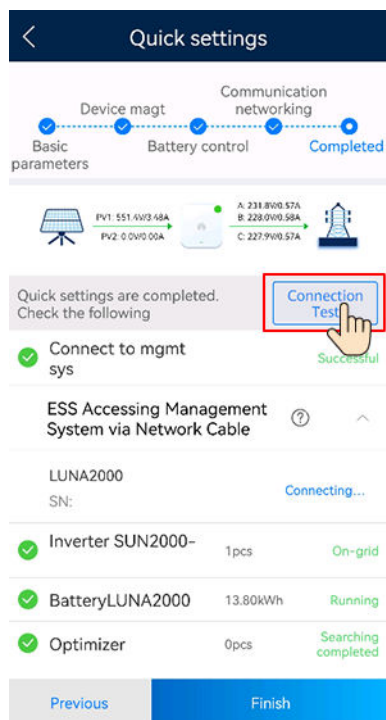 Quick settings
Communication
Device magt
networking
Basic
parameters
Battery control
Completed
PV1: 551.4V/3.48A
PV2: 0.0V/0.00A
A: 231.8V/0.57A
B: 228.0V/0.58A
C: 227.9V/0.57A
Quick settings are completed.
Check the following
Connection
Test
Connect to mgmt
sys
Successful
ESS Accessing Management
System via Network Cable
?
LUNA2000
SN:
Connecting...
Inverter SUN2000-
1pcs
On-grid
BatteryLUNA2000
13.80kWh
Running
Optimizer
0pcs
Searching
completed
Previous
Finish